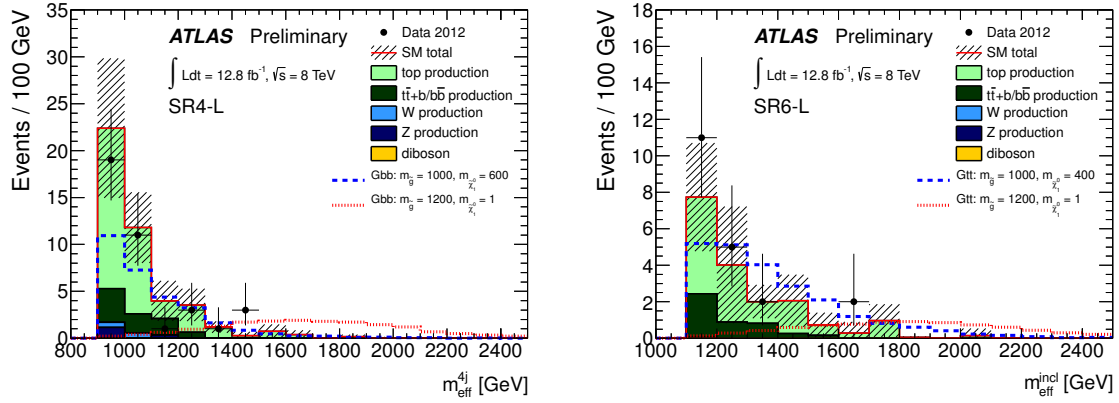 Events / 100 GeV
35
30
25
20
15
10
5
0
ATLAS Preliminary
∫ Ldt = 12.8 fb⁻¹, √s = 8 TeV
SR4-L
Data 2012
SM total
top production
tt̄+b/bb̄ production
W production
Z production
diboson
Gbb: m_g̃ = 1000, m_χ̃⁰₁ = 600
Gbb: m_g̃ = 1200, m_χ̃⁰₁ = 1
800 1000 1200 1400 1600 1800 2000 2200 2400
m_eff^4j [GeV]
Events / 100 GeV
16
14
12
10
8
6
4
2
0
ATLAS Preliminary
∫ Ldt = 12.8 fb⁻¹, √s = 8 TeV
SR6-L
Data 2012
SM total
top production
tt̄+b/bb̄ production
W production
Z production
diboson
Gtt: m_g̃ = 1000, m_χ̃⁰₁ = 400
Gtt: m_g̃ = 1200, m_χ̃⁰₁ = 1
1000 1200 1400 1600 1800 2000 2200 2400
m_eff^incl [GeV]